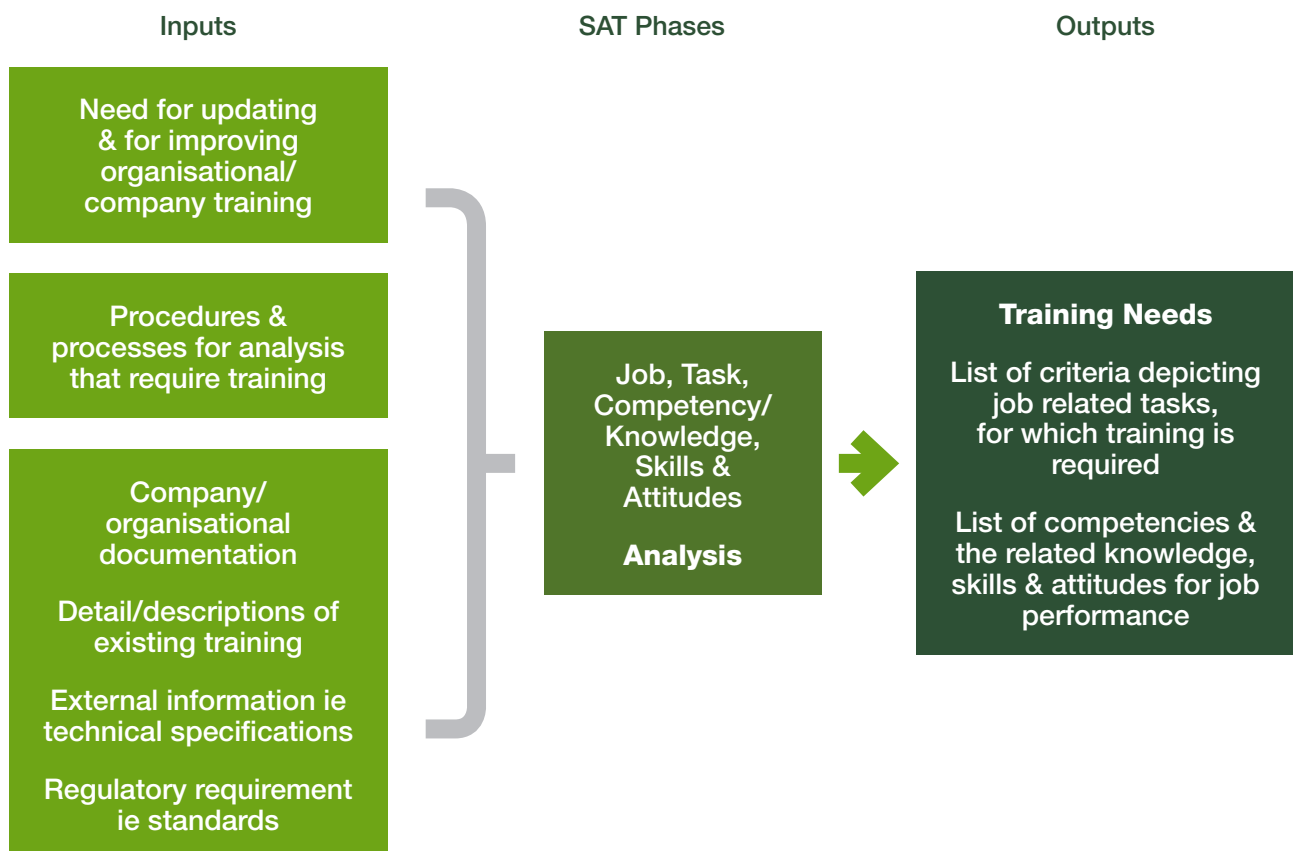 Inputs
SAT Phases
Outputs
Need for updating
& for improving
organisational/
company training
Procedures &
processes for analysis
that require training
Company/
organisational
documentation
Detail/descriptions of
existing training
External information ie
technical specifications
Regulatory requirement
ie standards
Job, Task,
Competency/
Knowledge,
Skills &
Attitudes
Analysis
Training Needs
List of criteria depicting
job related tasks,
for which training is
required
List of competencies &
the related knowledge,
skills & attitudes for job
performance